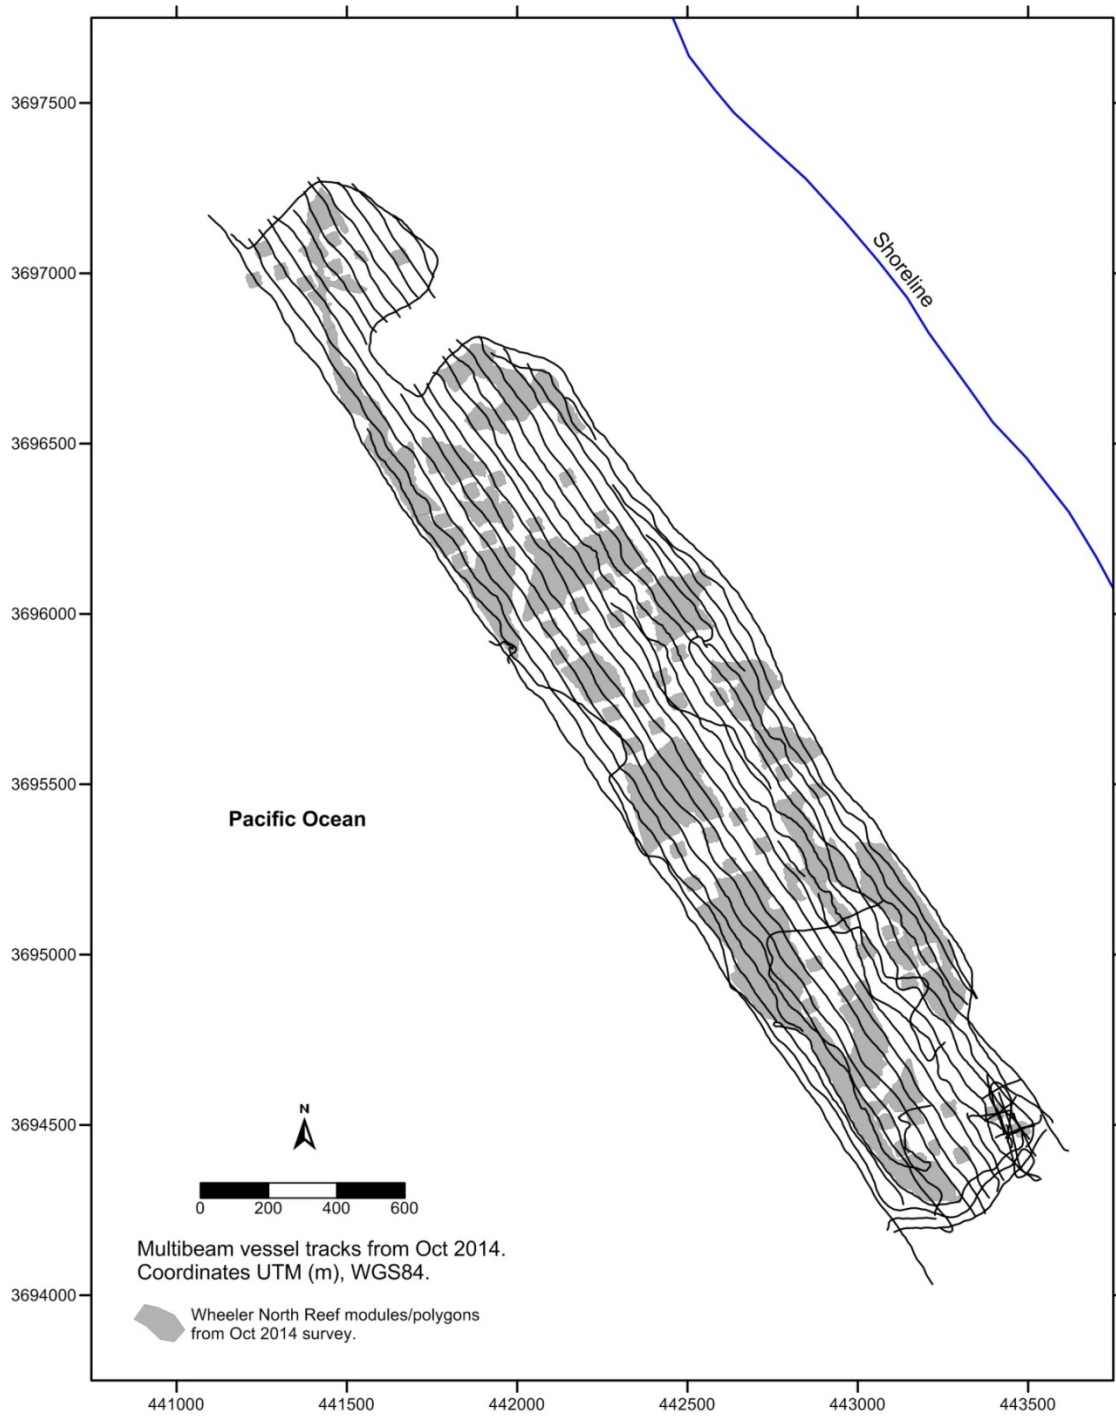 3697500
3697000
3696500
3696000
3695500
3695000
3694500
3694000
Shoreline
Pacific Ocean
N
0 200 400 600
Multibeam vessel tracks from Oct 2014.
Coordinates UTM (m), WGS84.
Wheeler North Reef modules/polygons
from Oct 2014 survey.
441000 441500 442000 442500 443000 443500